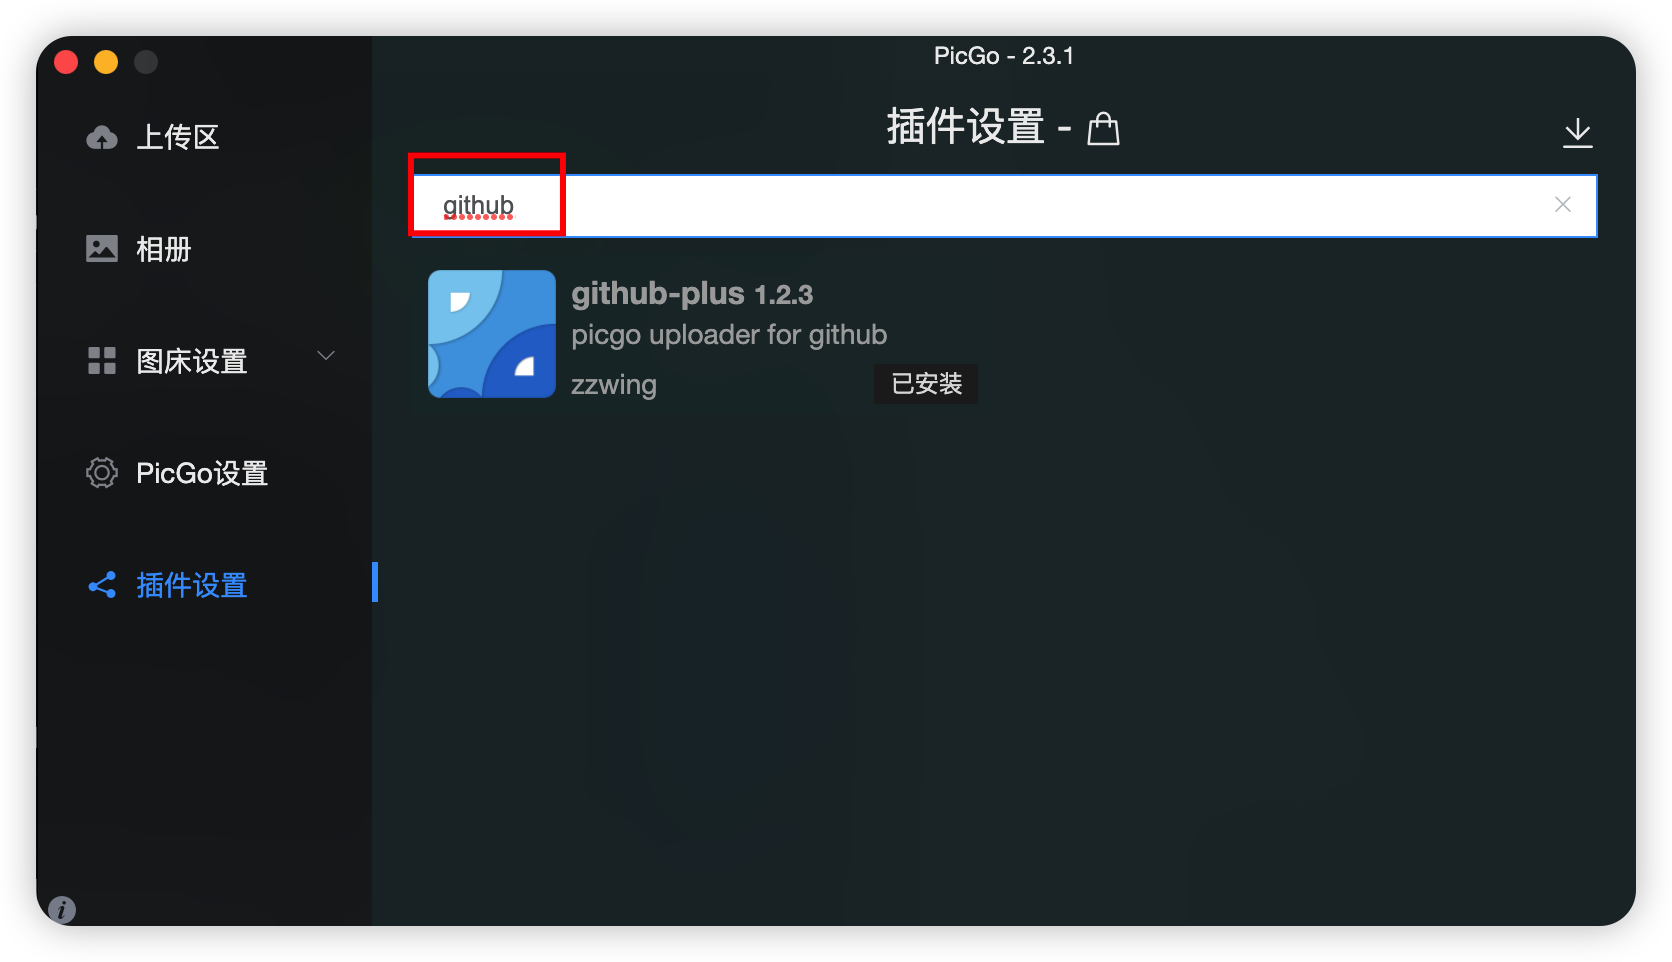 PicGo - 2.3.1
上传区
相册
图床设置
PicGo设置
插件设置
插件设置 -
github
github-plus 1.2.3
picgo uploader for github
zzwing
已安装
i